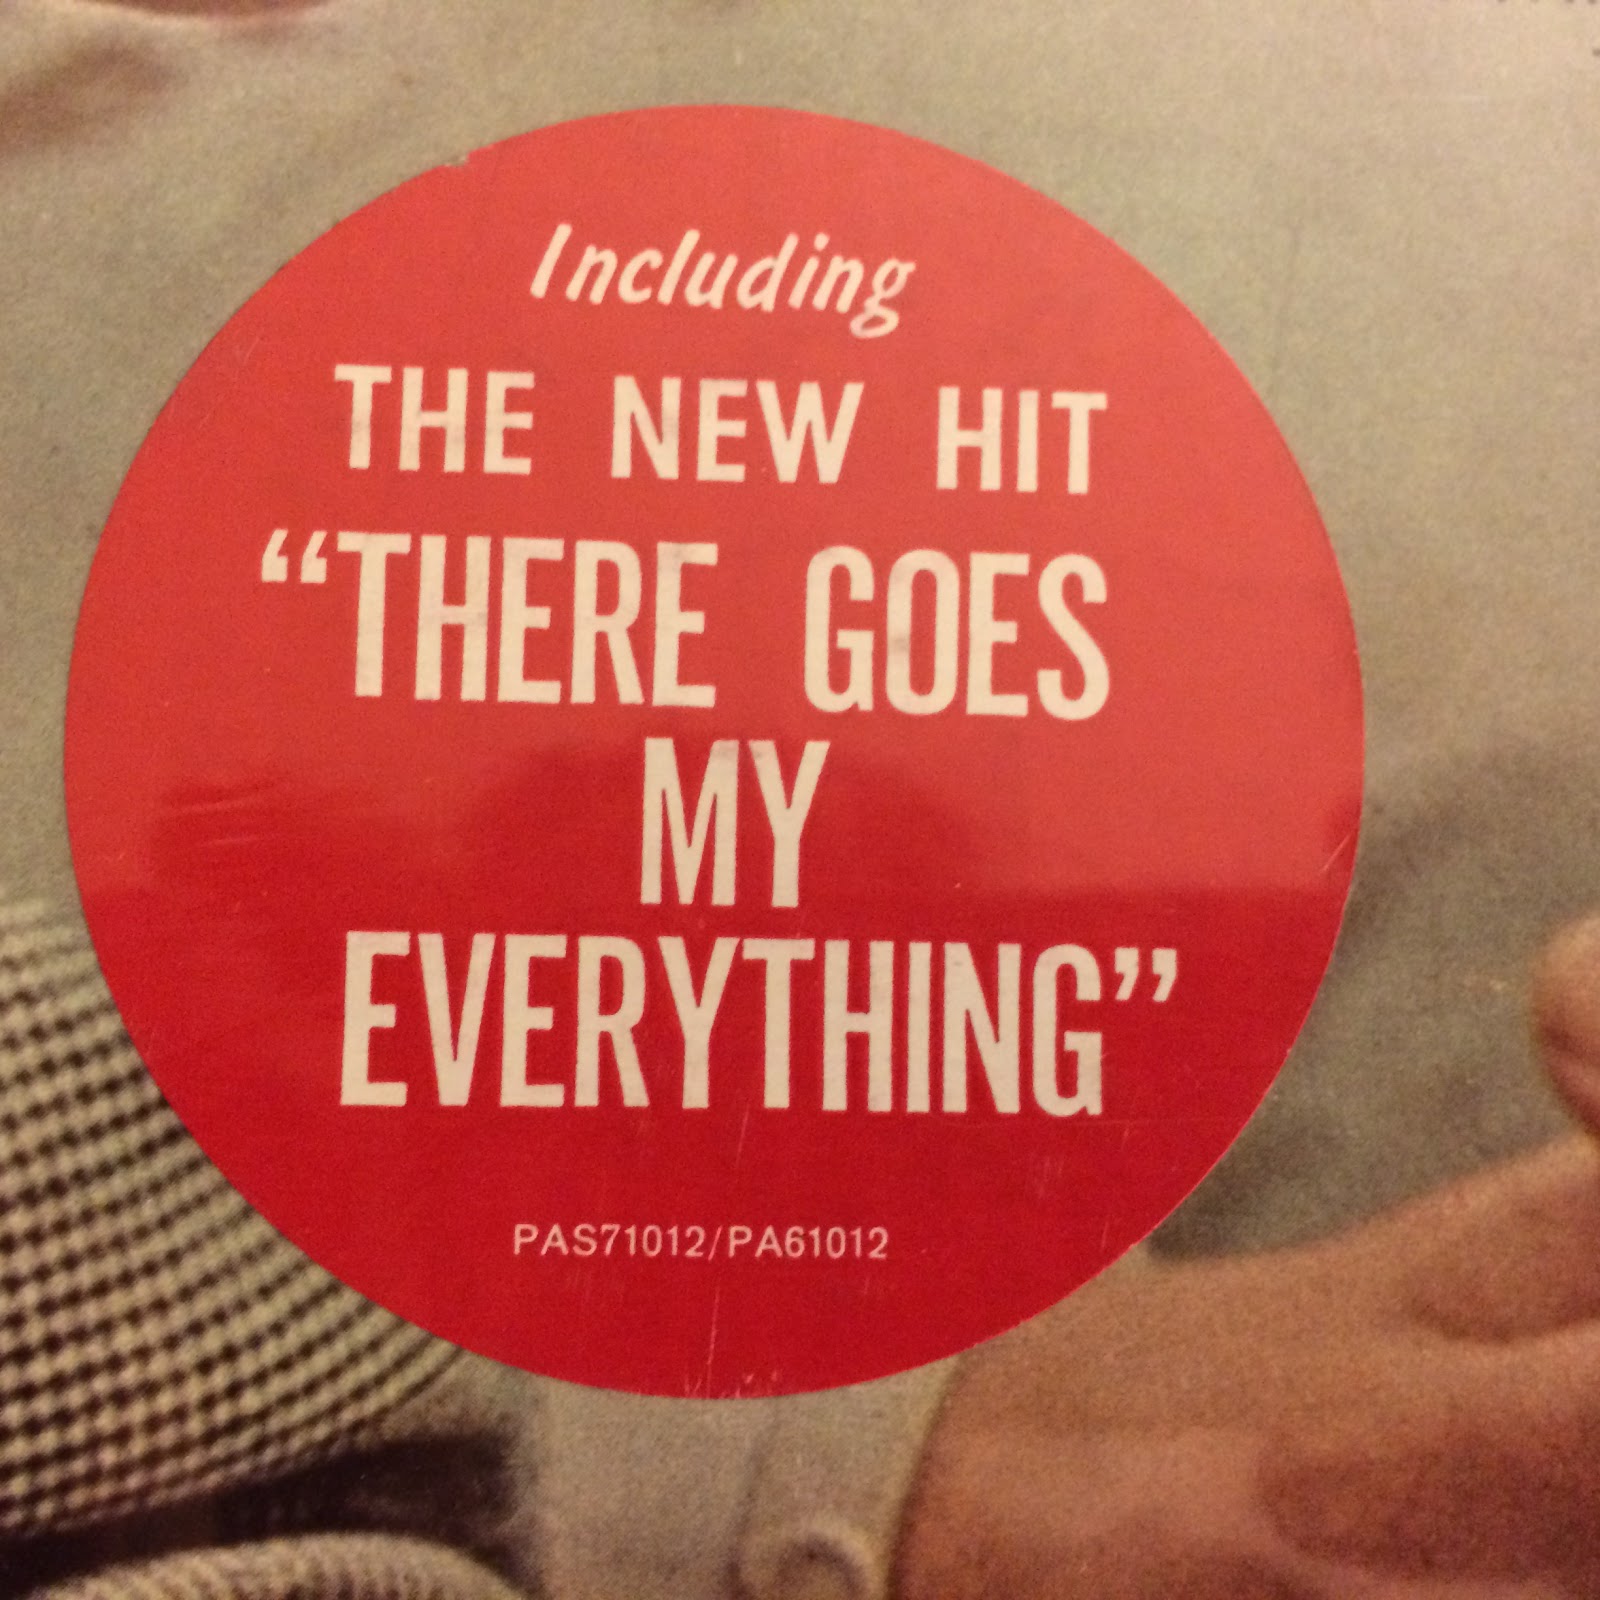 Including
THE NEW HIT
“THERE GOES
MY
EVERYTHING”
PAS71012/PA61012